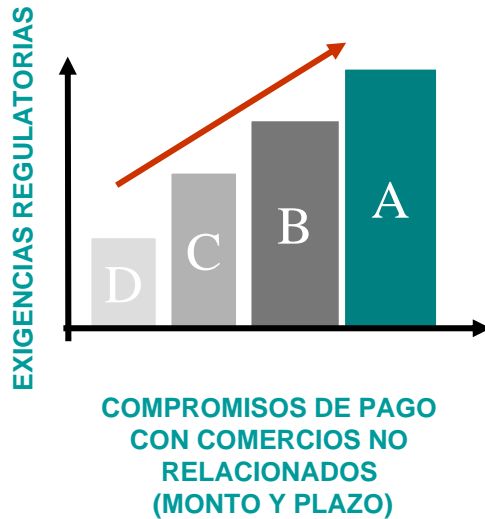 EXIGENCIAS REGULATORIAS
D
C
B
A
COMPROMISOS DE PAGO
CON COMERCIOS NO
RELACIONADOS
(MONTO Y PLAZO)